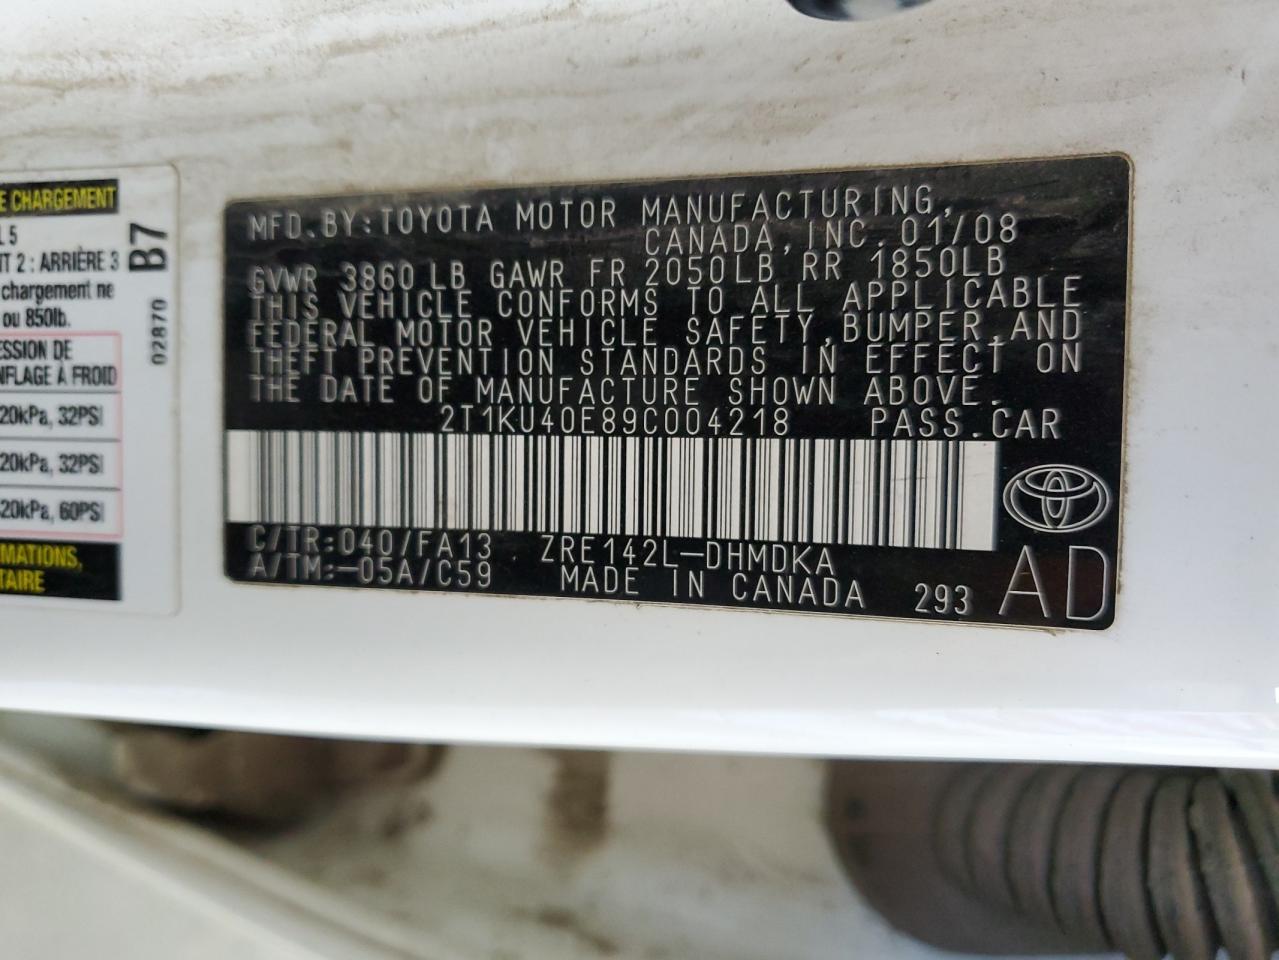 E CHARGEMENT
L 5
T 2 : ARRIÈRE 3
chargement ne
ou 850lb.
ESSION DE
NFLAGE À FROID
20kPa, 32PSI
20kPa, 32PSI
20kPa, 60PSI
MATIONS,
TAIRE
B7
02870
MFD.BY:TOYOTA MOTOR MANUFACTURING,
CANADA,INC.01/08
GVWR 3860LB GAWR FR 2050LB RR 1850LB
THIS VEHICLE CONFORMS TO ALL APPLICABLE
FEDERAL MOTOR VEHICLE SAFETY,BUMPER,AND
THEFT PREVENTION STANDARDS IN EFFECT ON
THE DATE OF MANUFACTURE SHOWN ABOVE.
2T1KU40E89C004218 PASS.CAR
C/TR:040/FA13 ZRE142L-DHMDKA
A/TM:-05A/C59 MADE IN CANADA 293 AD